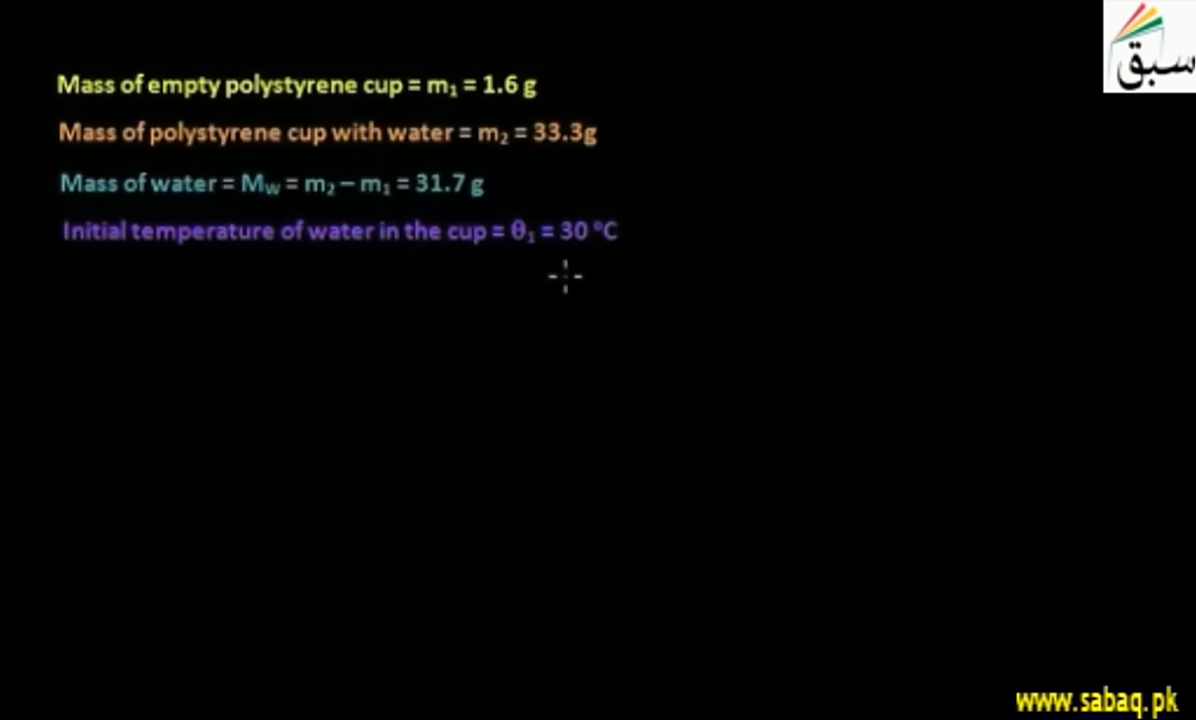 سبق
Mass of empty polystyrene cup = m₁ = 1.6 g
Mass of polystyrene cup with water = m₂ = 33.3g
Mass of water = M_W = m₂ – m₁ = 31.7 g
Initial temperature of water in the cup = θ₁ = 30 °C
www.sabaq.pk